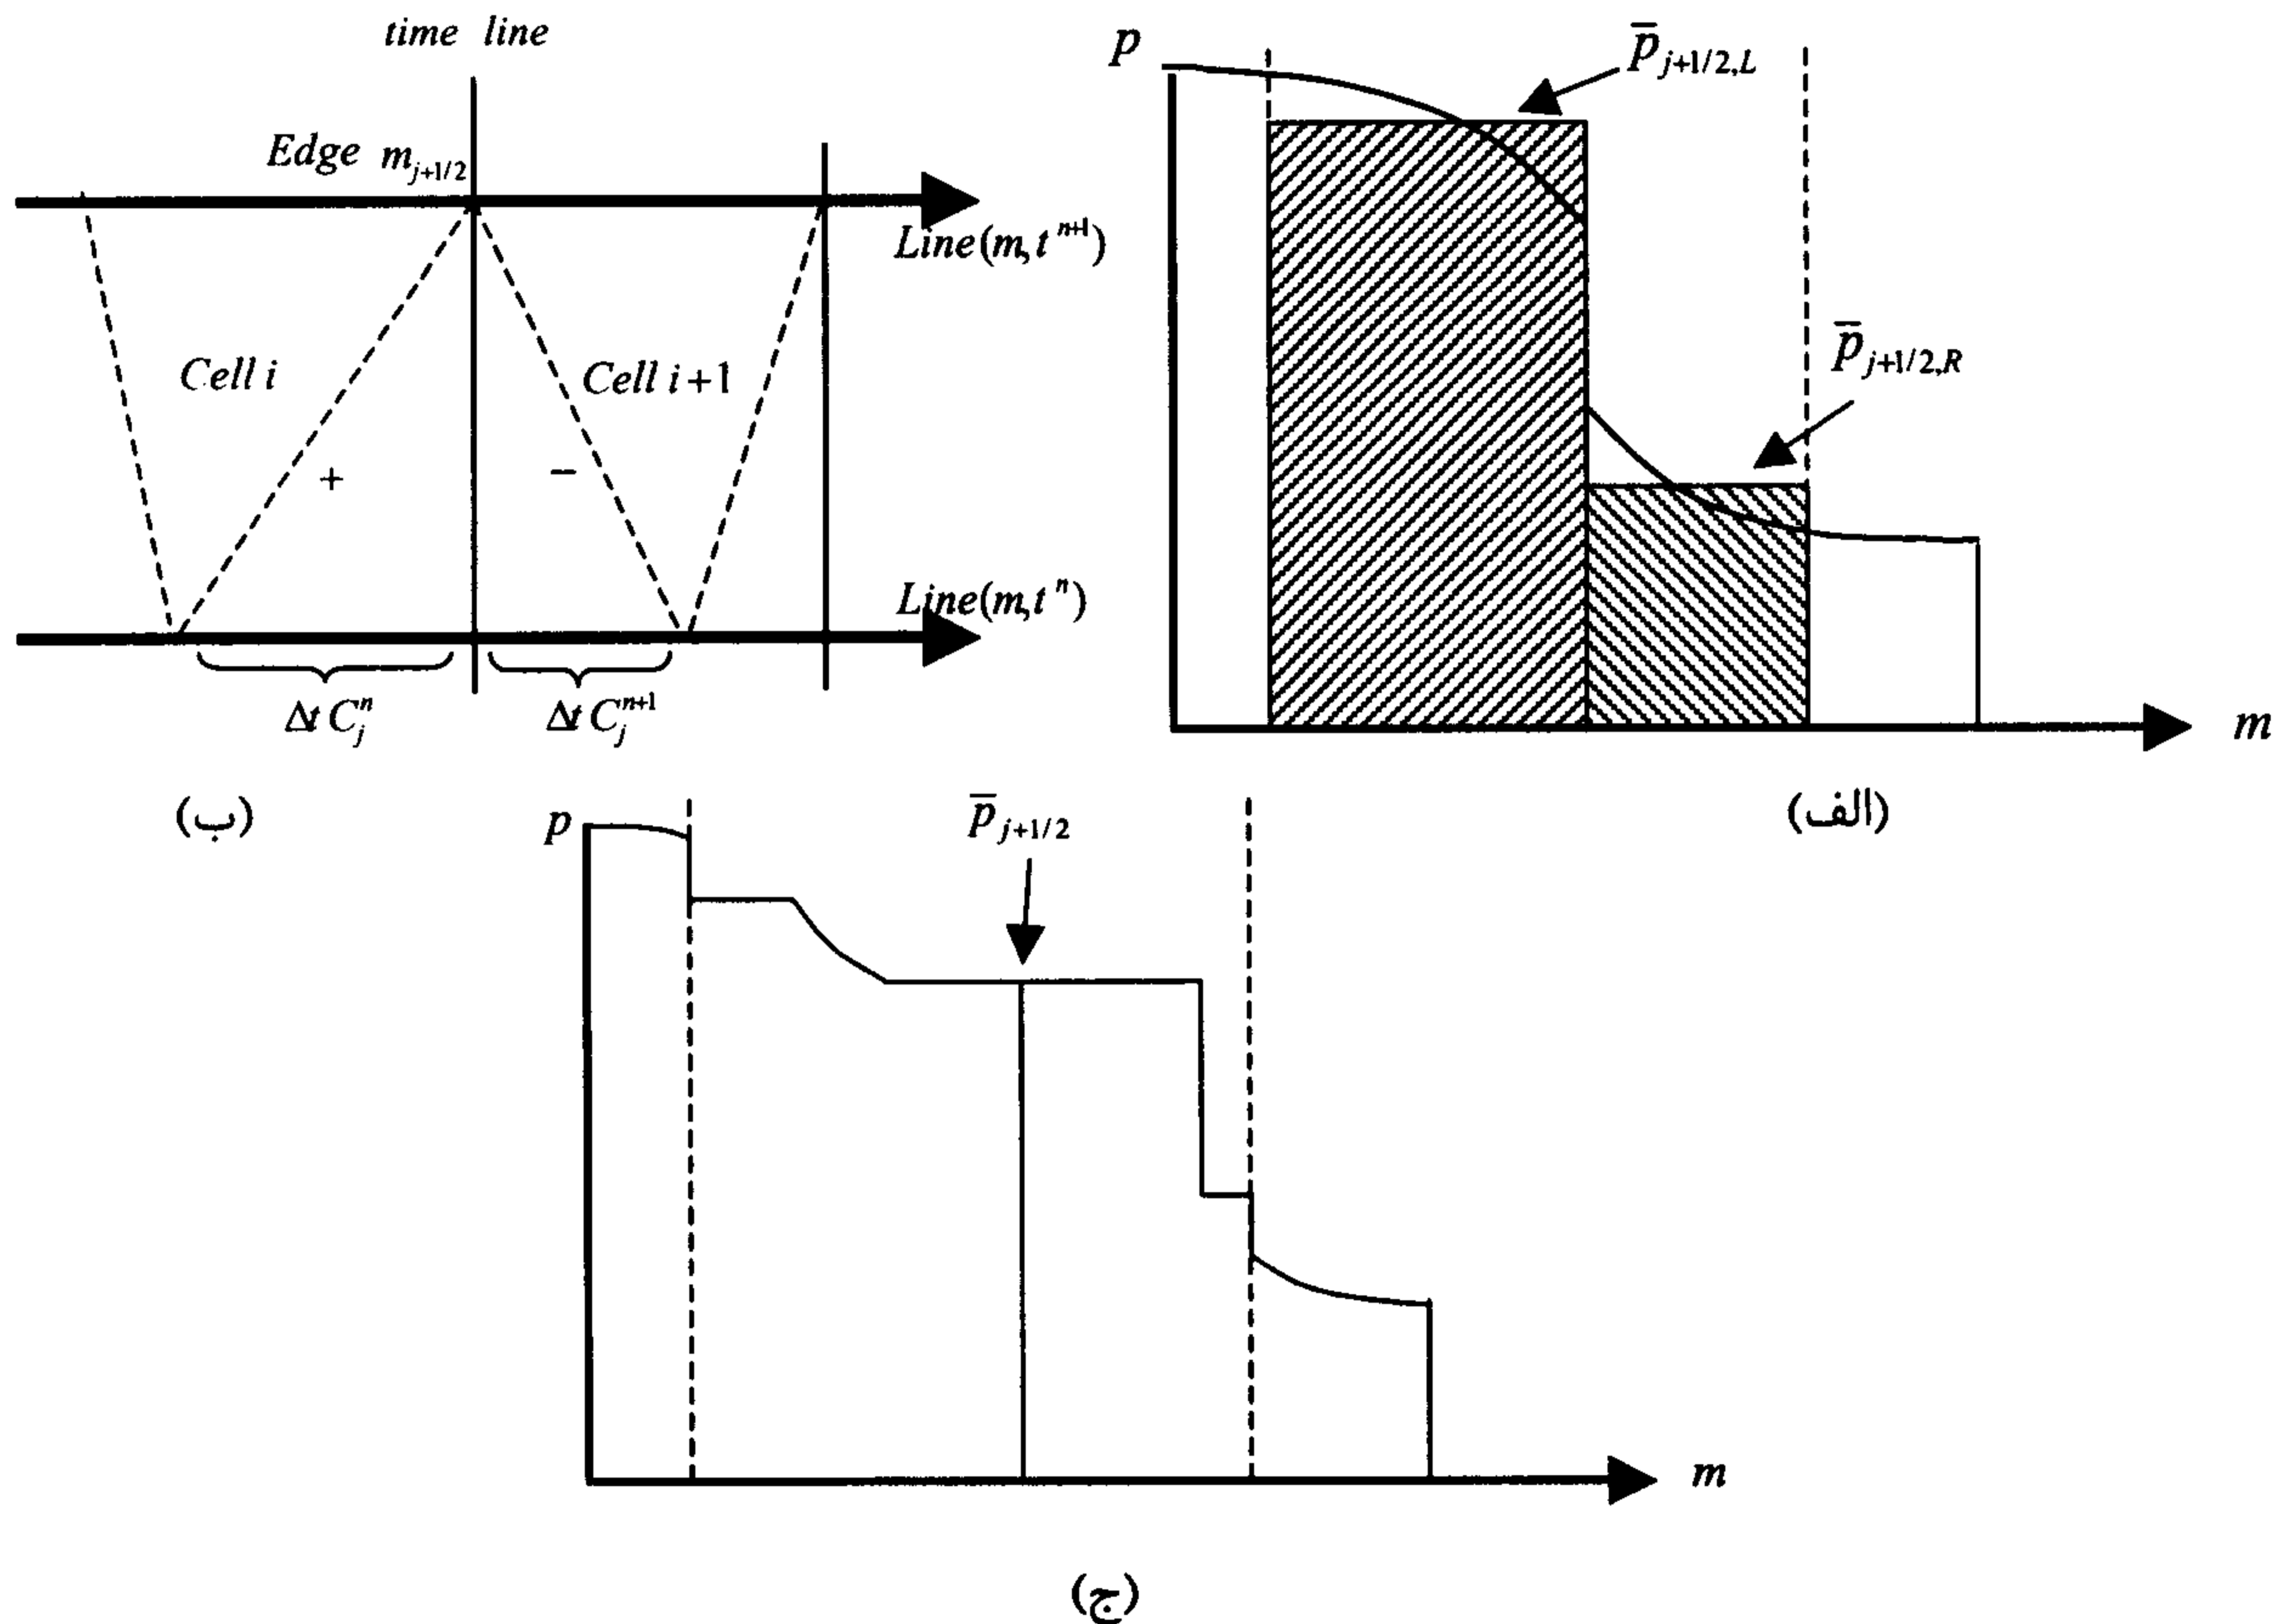 time line
Edge m_{j+1/2}
Line(m,t^{n+1})
Cell i
Cell i+1
+
−
Line(m,t^n)
Δt C_j^n
Δt C_j^{n+1}
(ب)
p
p̄_{j+1/2,L}
p̄_{j+1/2,R}
m
(الف)
p
p̄_{j+1/2}
m
(ج)